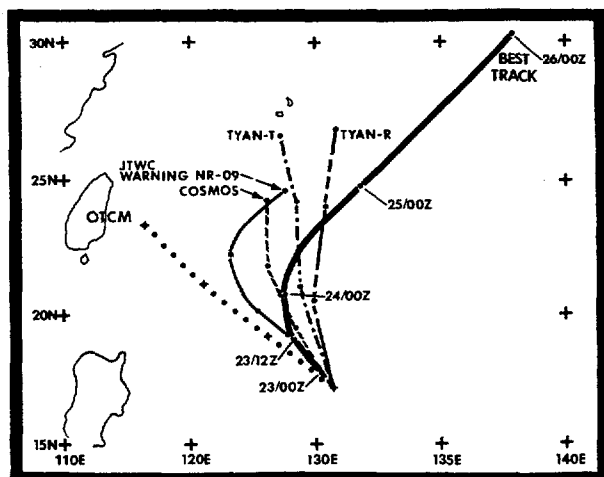 30N
BEST
TRACK
26/00Z
TYAN-T
TYAN-R
JTWC
WARNING NR-09
COSMOS
25N
25/00Z
OTCM
24/00Z
20N
23/12Z
23/00Z
15N
110E
120E
130E
135E
140E